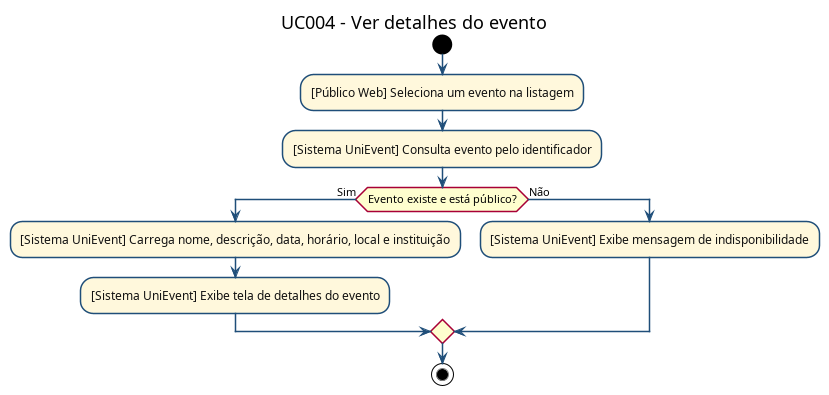 UC004 - Ver detalhes do evento
[Público Web] Seleciona um evento na listagem
[Sistema UniEvent] Consulta evento pelo identificador
Sim
Evento existe e está público?
Não
[Sistema UniEvent] Carrega nome, descrição, data, horário, local e instituição
[Sistema UniEvent] Exibe mensagem de indisponibilidade
[Sistema UniEvent] Exibe tela de detalhes do evento